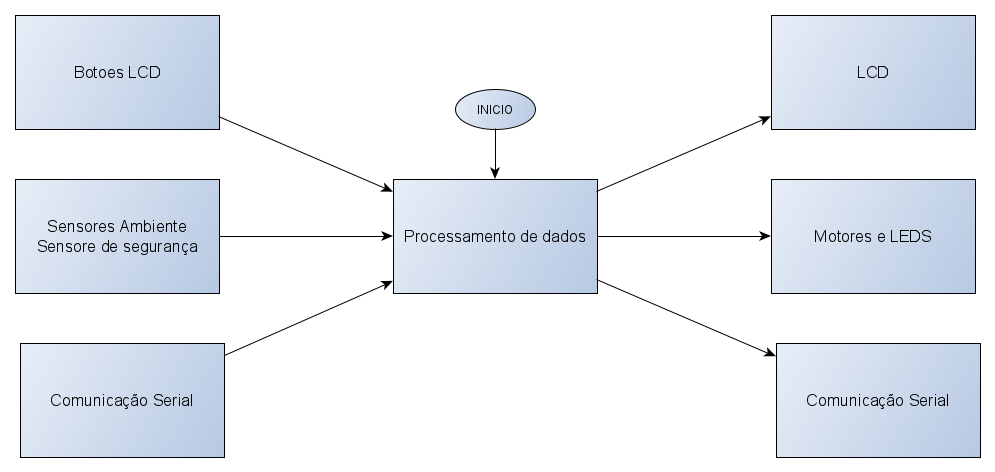 Botoes LCD
LCD
INICIO
Sensores Ambiente
Sensore de segurança
Processamento de dados
Motores e LEDS
Comunicação Serial
Comunicação Serial